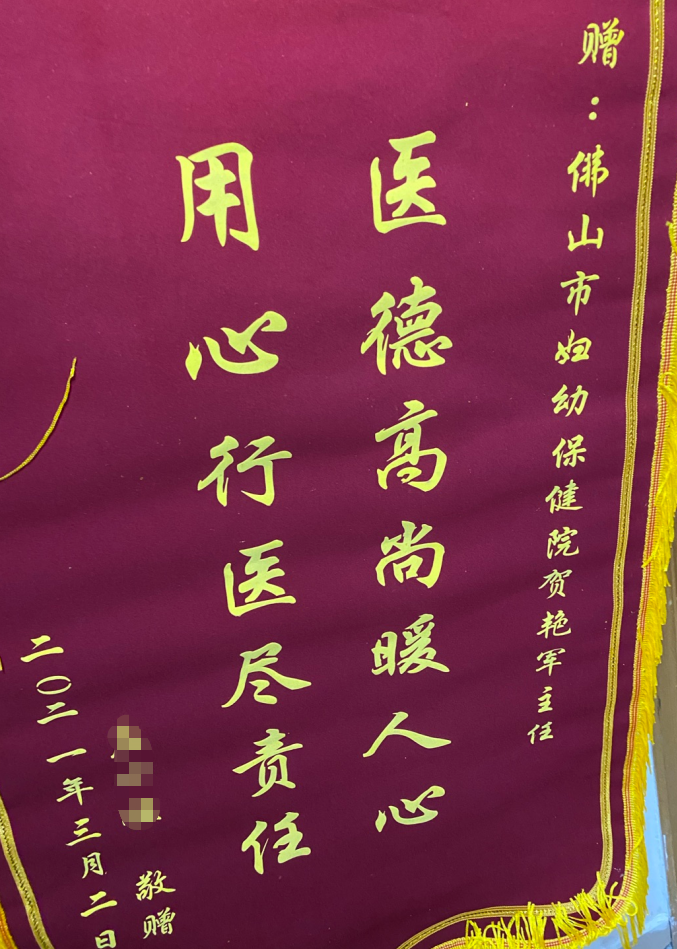 赠：佛山市妇幼保健院贺艳军主任
医德高尚暖人心
用心行医尽责任
敬赠
二〇二一年三月二日